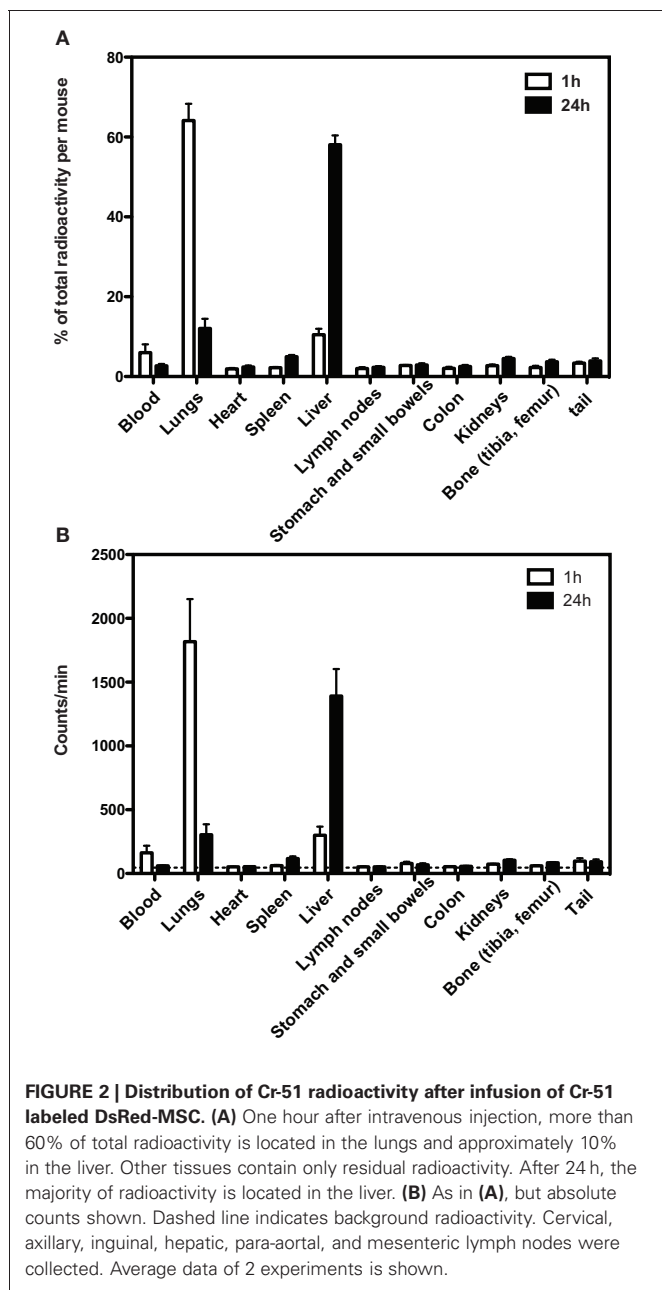 A
80
60
40
20
0
% of total radioactivity per mouse
1h
24h
Blood
Lungs
Heart
Spleen
Liver
Lymph nodes
Stomach and small bowels
Colon
Kidneys
Bone (tibia, femur)
tail
B
2500
2000
1500
1000
500
0
Counts/min
1h
24h
Blood
Lungs
Heart
Spleen
Liver
Lymph nodes
Stomach and small bowels
Colon
Kidneys
Bone (tibia, femur)
Tail
FIGURE 2 | Distribution of Cr-51 radioactivity after infusion of Cr-51
labeled DsRed-MSC. (A) One hour after intravenous injection, more than
60% of total radioactivity is located in the lungs and approximately 10%
in the liver. Other tissues contain only residual radioactivity. After 24 h, the
majority of radioactivity is located in the liver. (B) As in (A), but absolute
counts shown. Dashed line indicates background radioactivity. Cervical,
axillary, inguinal, hepatic, para-aortal, and mesenteric lymph nodes were
collected. Average data of 2 experiments is shown.